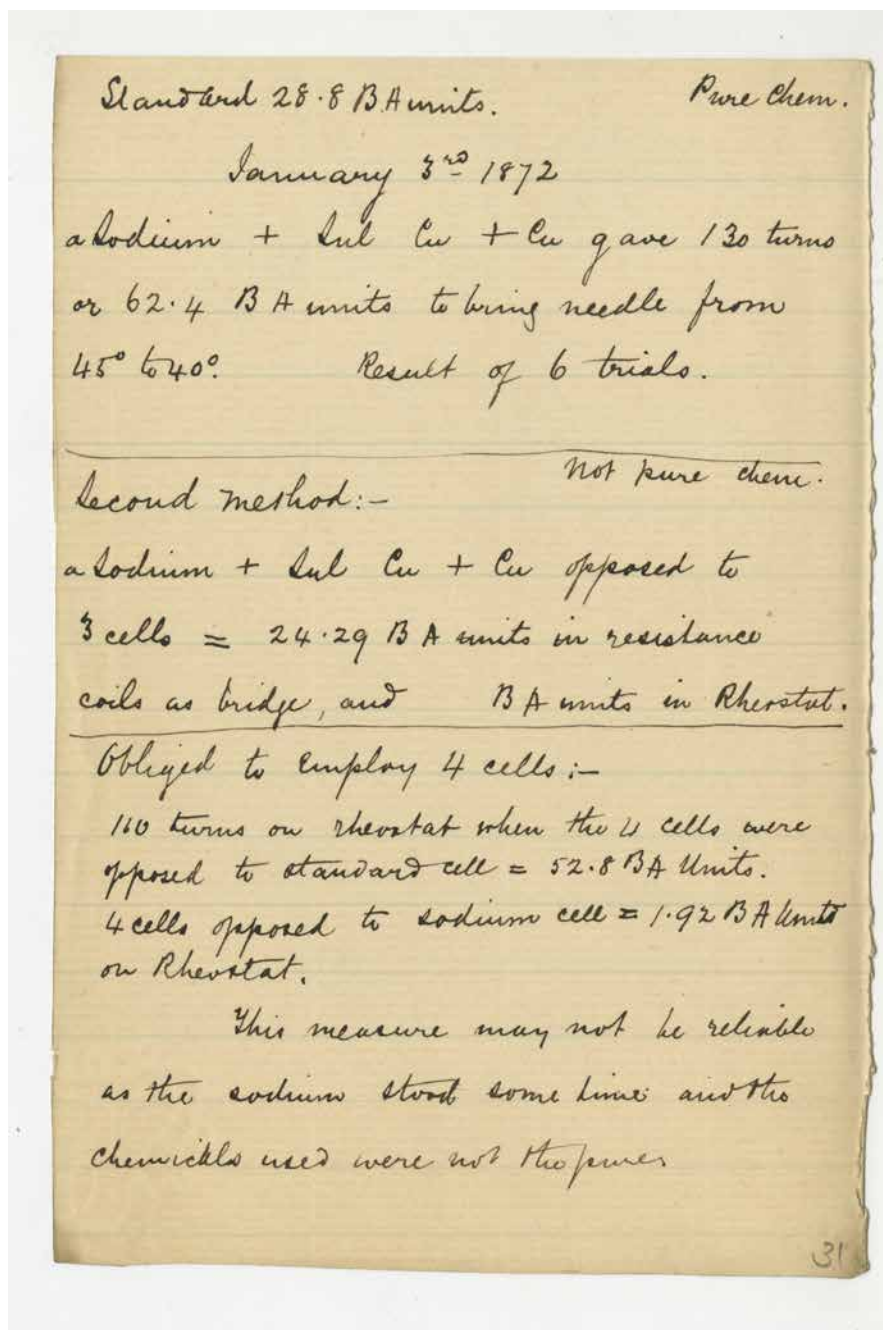 Standard 28.8 BA units. Pure Chem.
January 3rd 1872
a Sodium + Sul Cu + Cu gave 130 turns
or 62.4 BA units to bring needle from
45° to 40°. Result of 6 trials.
Not pure chem.
Second method:-
a Sodium + Sul Cu + Cu opposed to
3 cells = 24.29 BA units in resistance
coils as bridge, and BA units in Rheostat.
Obliged to employ 4 cells:-
110 turns on rheostat when the 4 cells were
opposed to standard cell = 52.8 BA Units.
4 cells opposed to sodium cell = 1.92 BA Units
on Rheostat.
This measure may not be reliable
as the sodium stood some time and the
chemicals used were not the
31